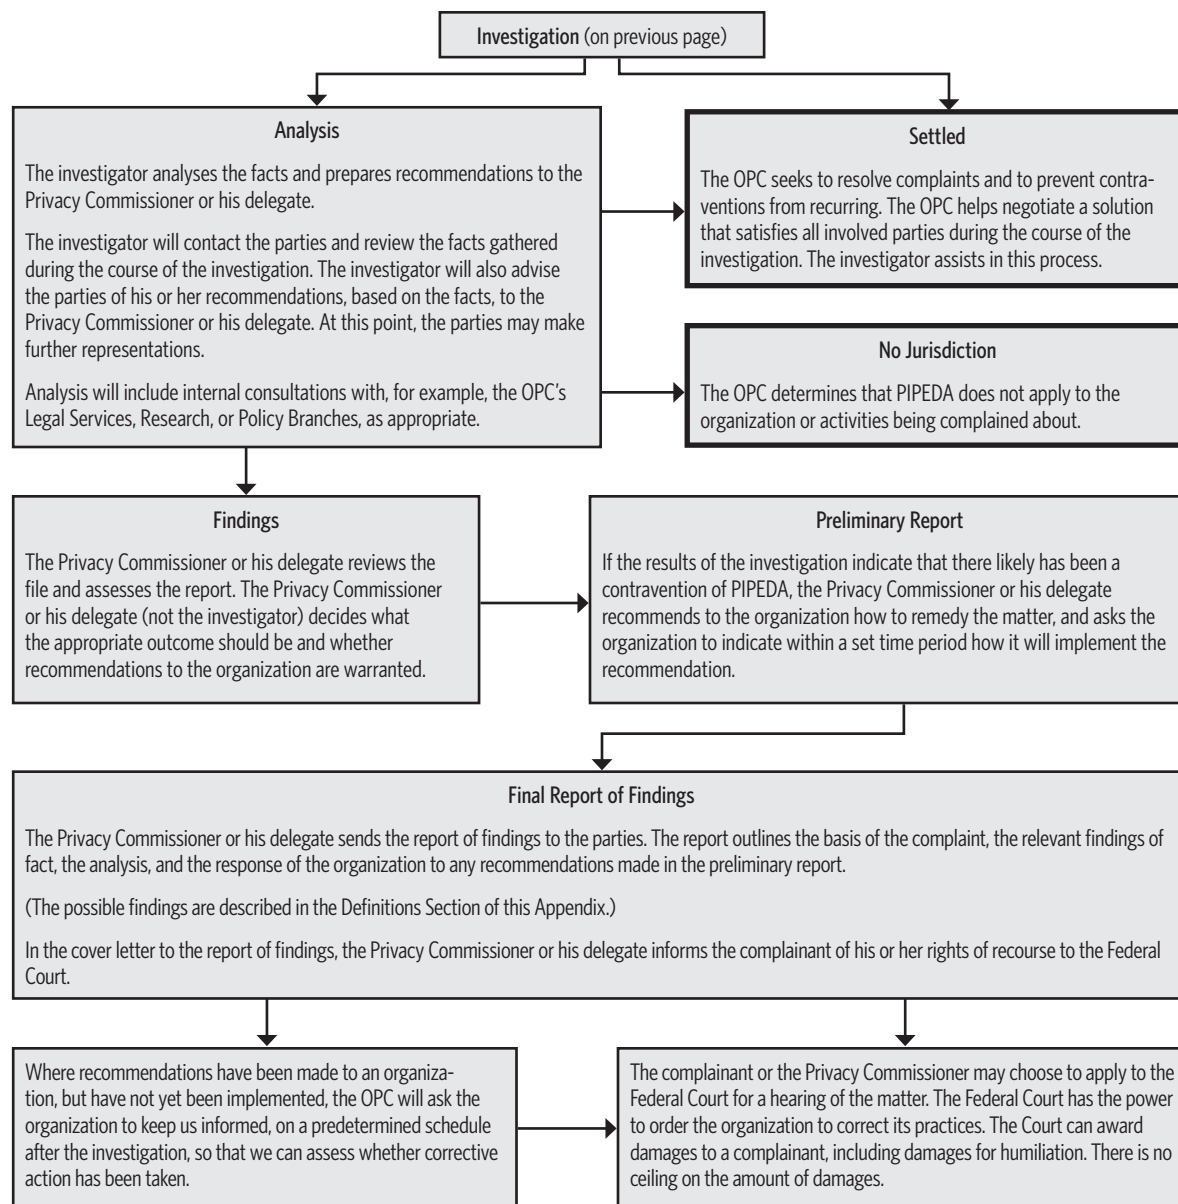 Investigation (on previous page)
Analysis
The investigator analyses the facts and prepares recommendations to the
Privacy Commissioner or his delegate.
The investigator will contact the parties and review the facts gathered
during the course of the investigation. The investigator will also advise
the parties of his or her recommendations, based on the facts, to the
Privacy Commissioner or his delegate. At this point, the parties may make
further representations.
Analysis will include internal consultations with, for example, the OPC's
Legal Services, Research, or Policy Branches, as appropriate.
Settled
The OPC seeks to resolve complaints and to prevent contra-
ventions from recurring. The OPC helps negotiate a solution
that satisfies all involved parties during the course of the
investigation. The investigator assists in this process.
No Jurisdiction
The OPC determines that PIPEDA does not apply to the
organization or activities being complained about.
Findings
The Privacy Commissioner or his delegate reviews the
file and assesses the report. The Privacy Commissioner
or his delegate (not the investigator) decides what
the appropriate outcome should be and whether
recommendations to the organization are warranted.
Preliminary Report
If the results of the investigation indicate that there likely has been a
contravention of PIPEDA, the Privacy Commissioner or his delegate
recommends to the organization how to remedy the matter, and asks the
organization to indicate within a set time period how it will implement the
recommendation.
Final Report of Findings
The Privacy Commissioner or his delegate sends the report of findings to the parties. The report outlines the basis of the complaint, the relevant findings of
fact, the analysis, and the response of the organization to any recommendations made in the preliminary report.
(The possible findings are described in the Definitions Section of this Appendix.)
In the cover letter to the report of findings, the Privacy Commissioner or his delegate informs the complainant of his or her rights of recourse to the Federal
Court.
Where recommendations have been made to an organiza-
tion, but have not yet been implemented, the OPC will ask the
organization to keep us informed, on a predetermined schedule
after the investigation, so that we can assess whether corrective
action has been taken.
The complainant or the Privacy Commissioner may choose to apply to the
Federal Court for a hearing of the matter. The Federal Court has the power
to order the organization to correct its practices. The Court can award
damages to a complainant, including damages for humiliation. There is no
ceiling on the amount of damages.